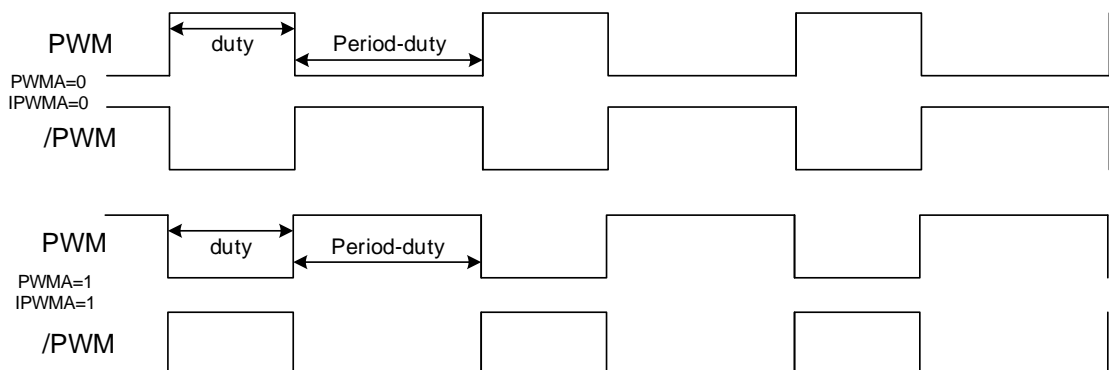 PWM
duty
Period-duty
PWMA=0
IPWMA=0
/PWM
PWM
duty
Period-duty
PWMA=1
IPWMA=1
/PWM